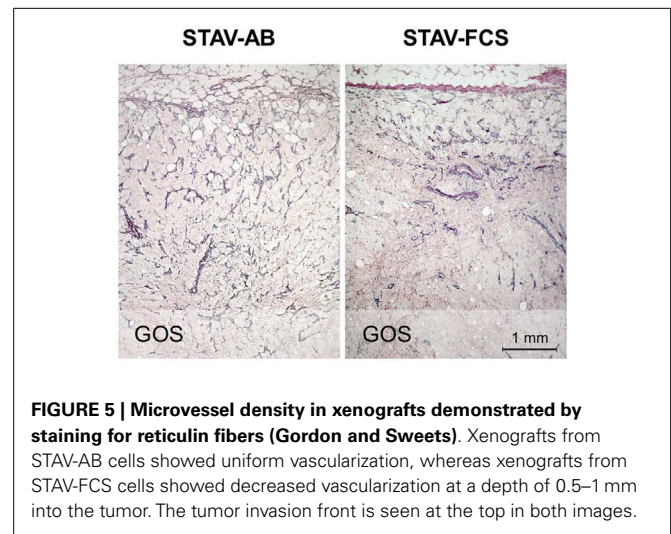 STAV-AB STAV-FCS
GOS GOS 1 mm
FIGURE 5 | Microvessel density in xenografts demonstrated by
staining for reticulin fibers (Gordon and Sweets). Xenografts from
STAV-AB cells showed uniform vascularization, whereas xenografts from
STAV-FCS cells showed decreased vascularization at a depth of 0.5–1 mm
into the tumor. The tumor invasion front is seen at the top in both images.